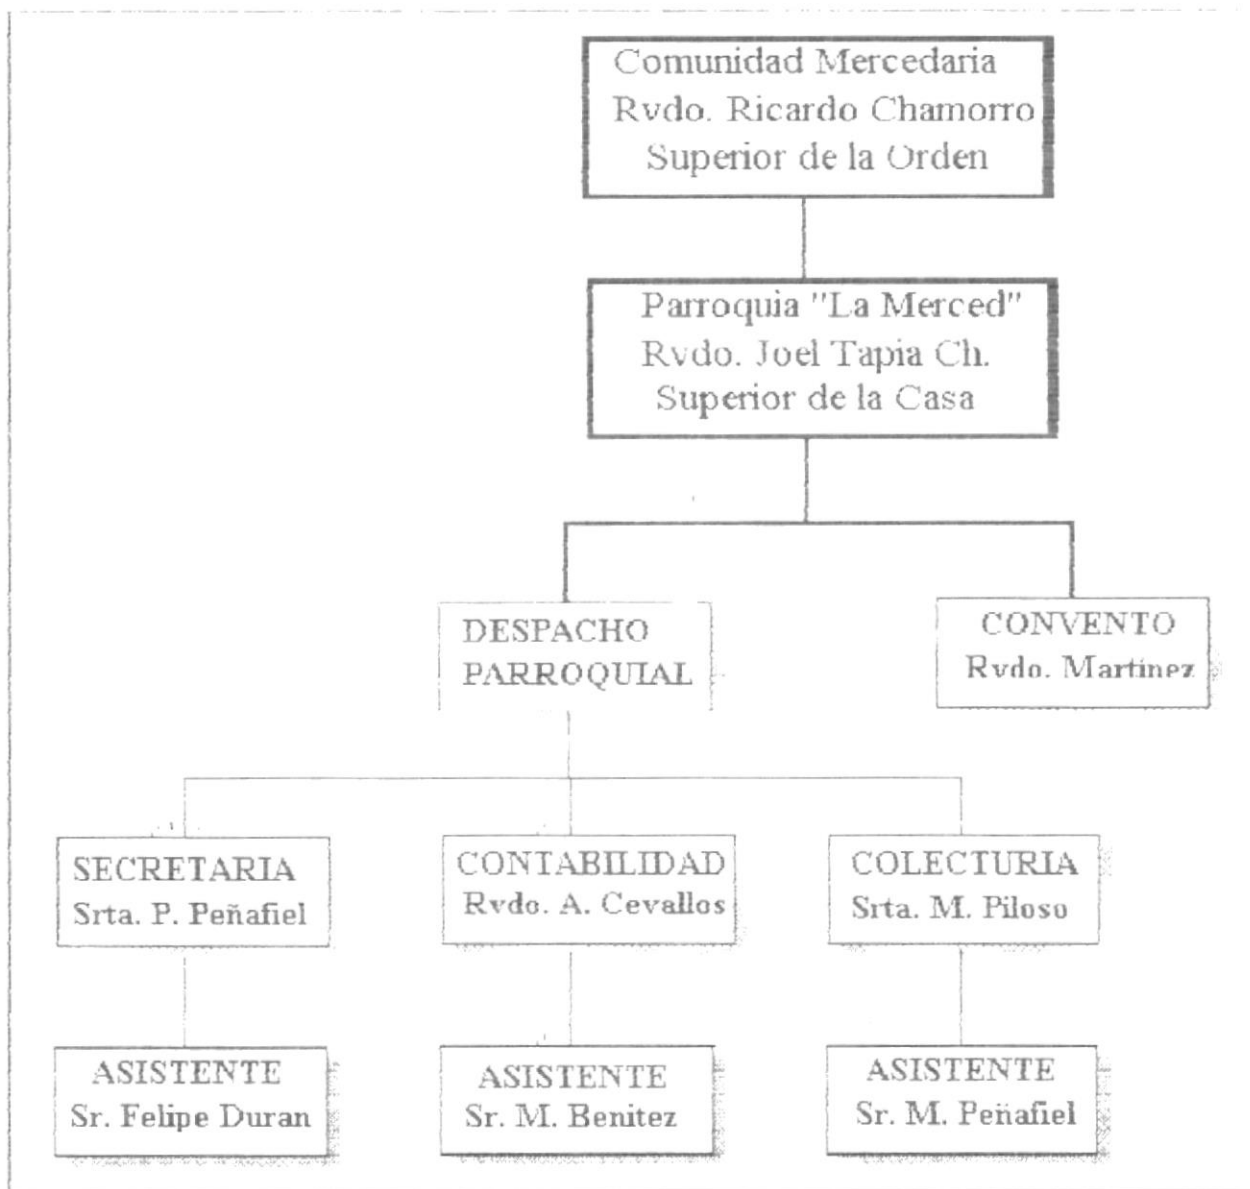 Comunidad Mercedaria
Rvdo. Ricardo Chamorro
Superior de la Orden
Parroquia "La Merced"
Rvdo. Joel Tapia Ch.
Superior de la Casa
DESPACHO
PARROQUIAL
CONVENTO
Rvdo. Martinez
SECRETARIA
Srta. P. Peñafiel
CONTABILIDAD
Rvdo. A. Cevallos
COLECTURIA
Srta. M. Piloso
ASISTENTE
Sr. Felipe Duran
ASISTENTE
Sr. M. Benitez
ASISTENTE
Sr. M. Peñafiel